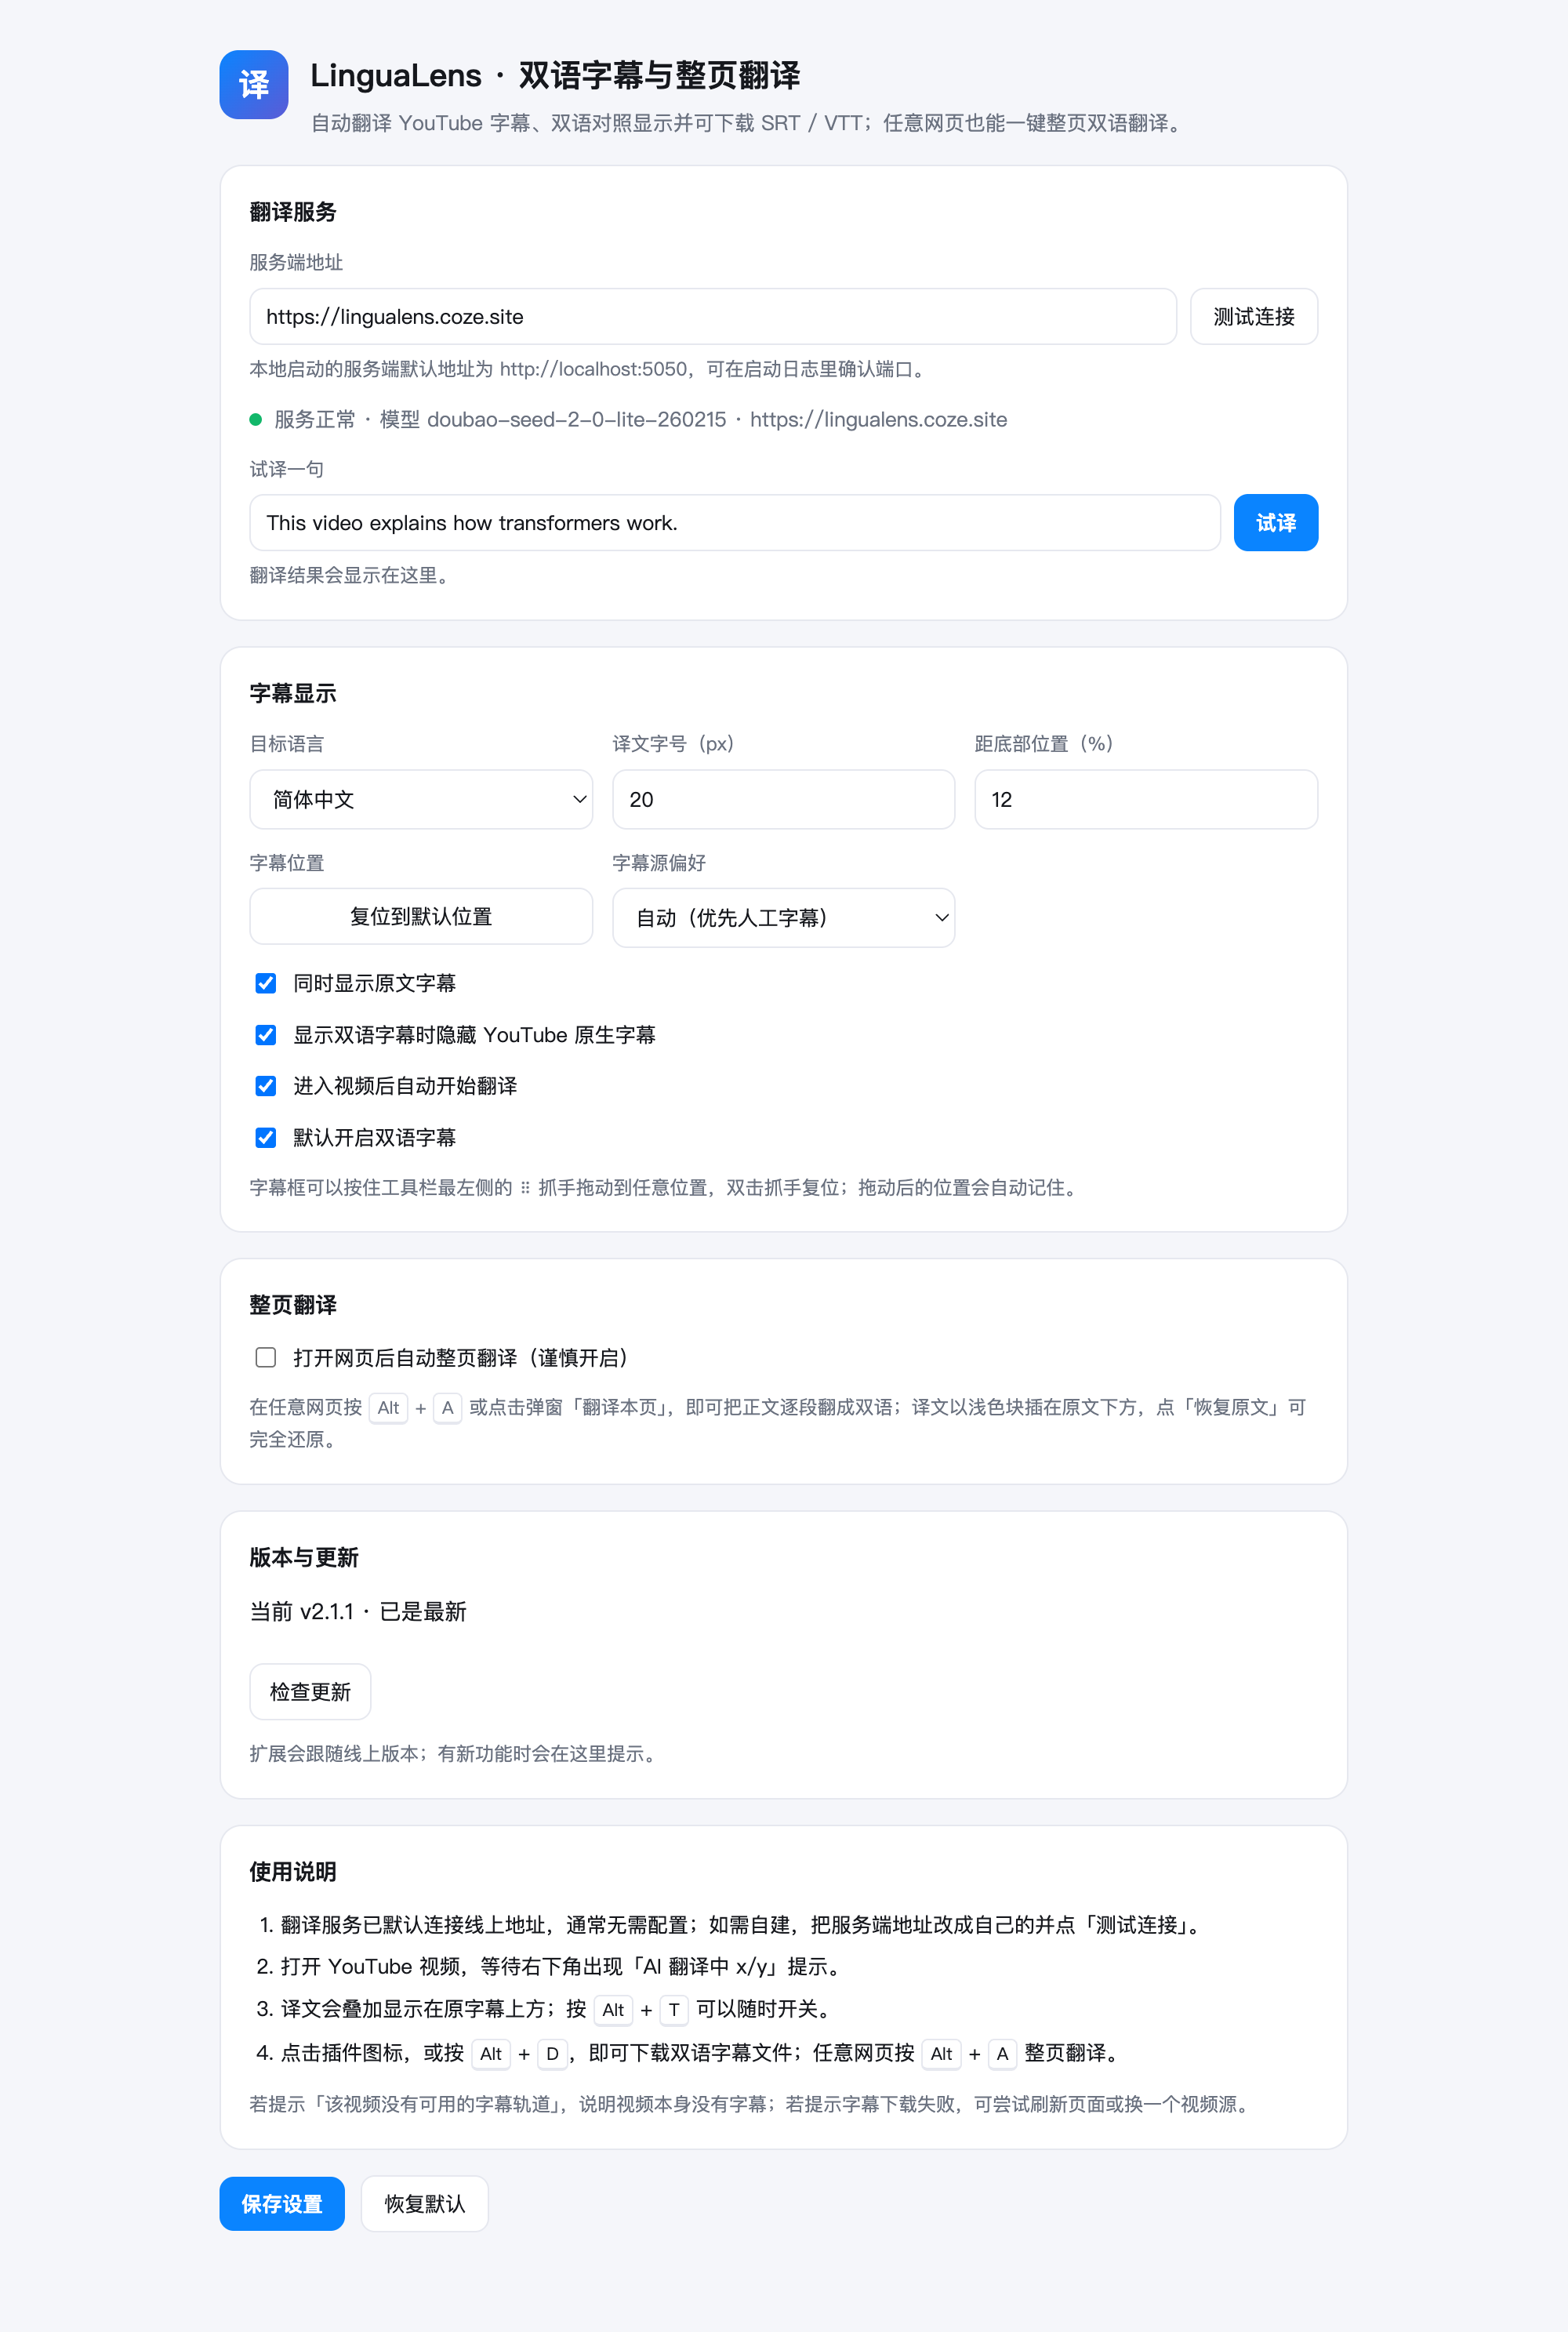 译
LinguaLens · 双语字幕与整页翻译
自动翻译 YouTube 字幕、双语对照显示并可下载 SRT / VTT；任意网页也能一键整页双语翻译。
翻译服务
服务端地址
https://lingualens.coze.site
测试连接
本地启动的服务端默认地址为 http://localhost:5050，可在启动日志里确认端口。
服务正常 · 模型 doubao-seed-2-0-lite-260215 · https://lingualens.coze.site
试译一句
This video explains how transformers work.
试译
翻译结果会显示在这里。
字幕显示
目标语言 译文字号（px） 距底部位置（%）
简体中文 20 12
字幕位置 字幕源偏好
复位到默认位置 自动（优先人工字幕）
同时显示原文字幕
显示双语字幕时隐藏 YouTube 原生字幕
进入视频后自动开始翻译
默认开启双语字幕
字幕框可以按住工具栏最左侧的 ⠿ 抓手拖动到任意位置，双击抓手复位；拖动后的位置会自动记住。
整页翻译
打开网页后自动整页翻译（谨慎开启）
在任意网页按 Alt + A 或点击弹窗「翻译本页」，即可把正文逐段翻成双语；译文以浅色块插在原文下方，点「恢复原文」可
完全还原。
版本与更新
当前 v2.1.1 · 已是最新
检查更新
扩展会跟随线上版本；有新功能时会在这里提示。
使用说明
1. 翻译服务已默认连接线上地址，通常无需配置；如需自建，把服务端地址改成自己的并点「测试连接」。
2. 打开 YouTube 视频，等待右下角出现「AI 翻译中 x/y」提示。
3. 译文会叠加显示在原字幕上方；按 Alt + T 可以随时开关。
4. 点击插件图标，或按 Alt + D，即可下载双语字幕文件；任意网页按 Alt + A 整页翻译。
若提示「该视频没有可用的字幕轨道」，说明视频本身没有字幕；若提示字幕下载失败，可尝试刷新页面或换一个视频源。
保存设置 恢复默认